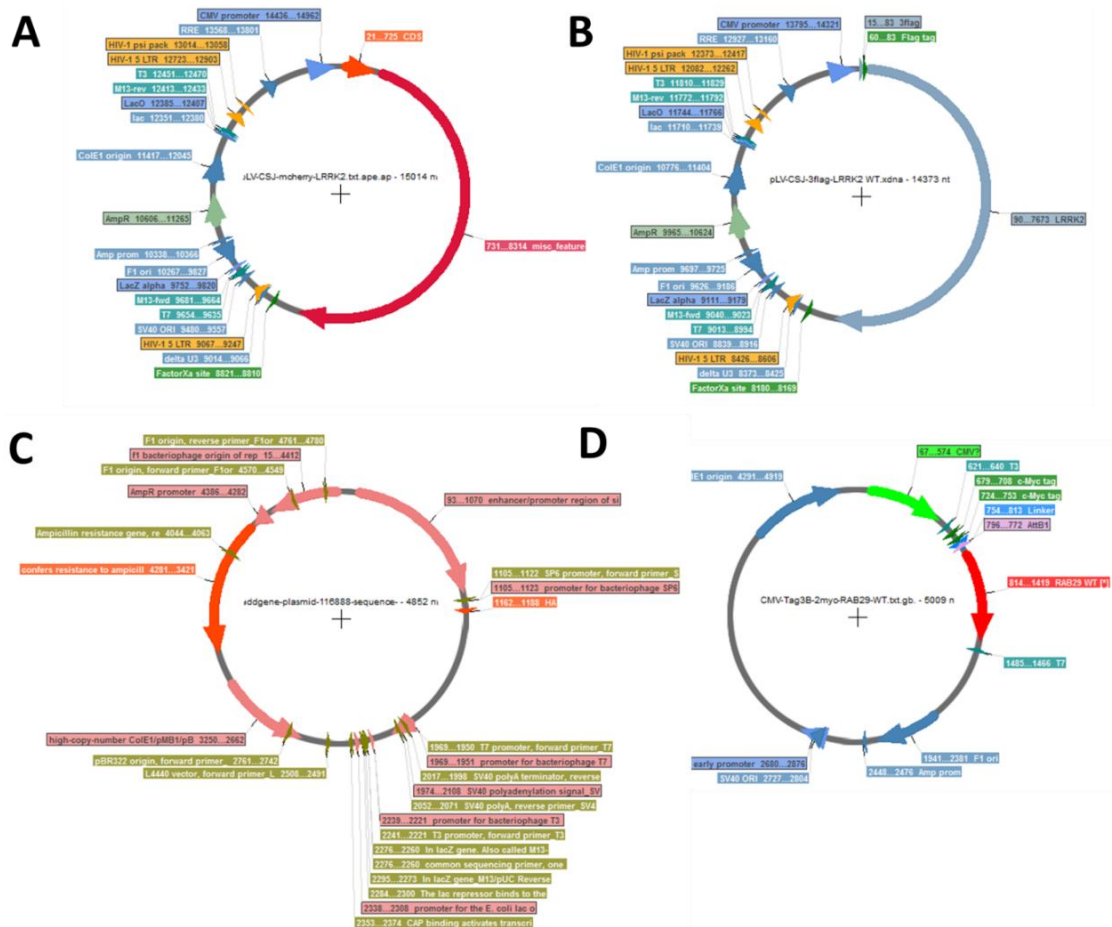 A
CMV promoter 14436...14962
RRE 13568...13801
HIV-1 psi pack 13014...13058
HIV-1 5 LTR 12723...12903
T3 12451...12470
M13-rev 12413...12433
LacO 12385...12407
lac 12351...12380
ColE1 origin 11417...12045
AmpR 10606...11265
Amp prom 10338...10366
F1 ori 10267...9827
LacZ alpha 9752...9820
M13-fwd 9681...9664
T7 9654...9635
SV40 ORI 9480...9557
HIV-1 5 LTR 9067...9247
delta U3 9014...9066
FactorXa site 8821...8810
21...725 CDS
731...8314 misc_feature
LV-CSJ-mcherry-LRRK2.txt.ape.ap - 15014 n
B
CMV promoter 13795...14321
RRE 12927...13160
HIV-1 psi pack 12373...12417
HIV-1 5 LTR 12082...12262
T3 11810...11829
M13-rev 11772...11792
LacO 11744...11766
lac 11710...11739
ColE1 origin 10776...11404
AmpR 9965...10624
Amp prom 9697...9725
F1 ori 9626...9186
LacZ alpha 9111...9179
M13-fwd 9040...9023
T7 9013...8994
SV40 ORI 8839...8916
HIV-1 5 LTR 8426...8606
delta U3 8373...8425
FactorXa site 8180...8169
15...83 3flag
60...83 Flag tag
90...7673 LRRK2
pLV-CSJ-3flag-LRRK2 WT.xdna - 14373 nt
C
F1 origin, reverse primer_F1or 4761...4780
f1 bacteriophage origin of rep 15...4412
F1 origin, forward primer_F1or 4570...4549
AmpR promoter 4386...4282
Ampicillin resistance gene, re 4044...4063
confers resistance to ampicill 4281...3421
high-copy-number ColE1/pMB1/pB 3250...2662
pBR322 origin, forward primer_ 2761...2742
L4440 vector, forward primer_L 2508...2491
93...1070 enhancer/promoter region of si
1105...1122 SP6 promoter, forward primer_S
1105...1123 promoter for bacteriophage SP6
1162...1188 HA
ddgene-plasmid-116888-sequence- - 4852 n
1969...1950 T7 promoter, forward primer_T7
1969...1951 promoter for bacteriophage T7
2017...1998 SV40 polyA terminator, reverse
1974...2108 SV40 polyadenylation signal_SV
2052...2071 SV40 polyA, reverse primer_SV4
2239...2221 promoter for bacteriophage T3
2241...2221 T3 promoter, forward primer_T3
2276...2260 In lacZ gene. Also called M13-
2276...2260 common sequencing primer, one
2295...2273 In lacZ gene_M13/pUC Reverse
2284...2300 The lac repressor binds to the
2338...2308 promoter for the E. coli lac o
2353...2374 CAP binding activates transcri
D
lE1 origin 4291...4919
67...574 CMV?
621...640 T3
679...708 c-Myc tag
724...753 c-Myc tag
754...813 Linker
796...772 AttB1
814...1419 RAB29 WT [*]
CMV-Tag3B-2myc-RAB29-WT.txt.gb. - 5009 n
1485...1466 T7
early promoter 2680...2876
SV40 ORI 2727...2804
1941...2381 F1 ori
2448...2476 Amp prom